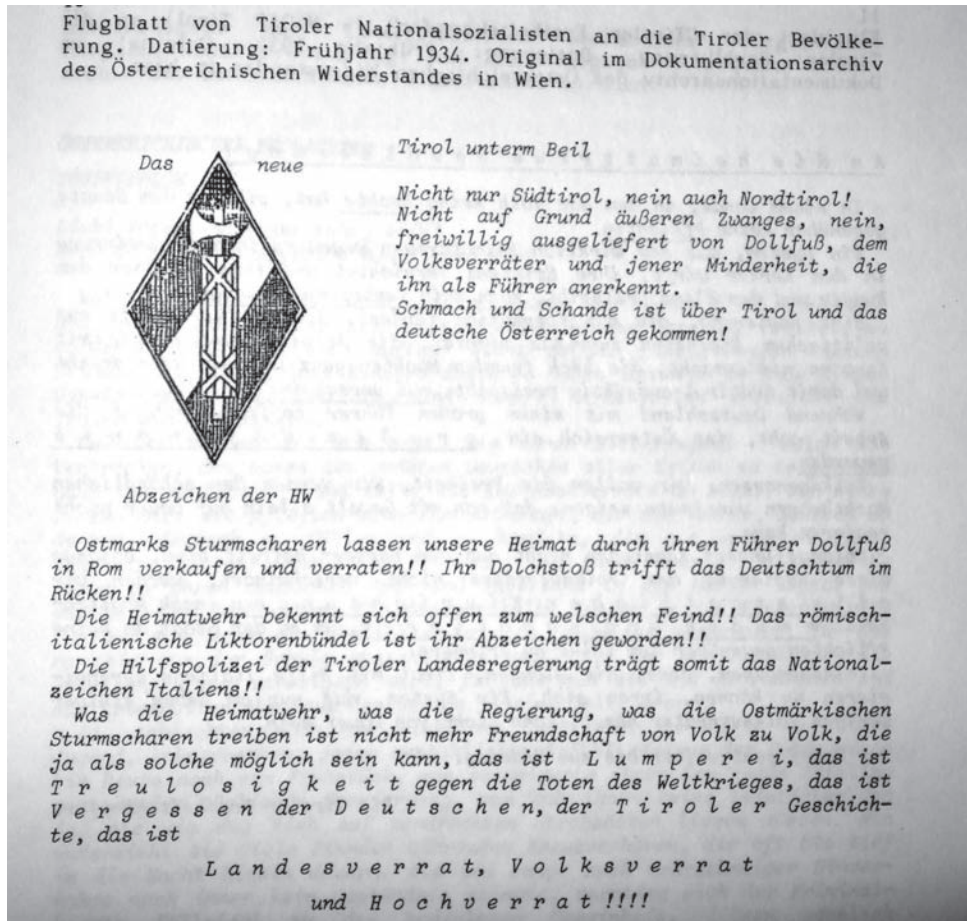 Flugblatt von Tiroler Nationalsozialisten an die Tiroler Bevölke-
rung. Datierung: Frühjahr 1934. Original im Dokumentationsarchiv
des Österreichischen Widerstandes in Wien.
Das neue
Abzeichen der HW
Tirol unterm Beil
Nicht nur Südtirol, nein auch Nordtirol!
Nicht auf Grund äußeren Zwanges, nein,
freiwillig ausgeliefert von Dollfuß, dem
Volksverräter und jener Minderheit, die
ihn als Führer anerkennt.
Schmach und Schande ist über Tirol und das
deutsche Österreich gekommen!
Ostmarks Sturmscharen lassen unsere Heimat durch ihren Führer Dollfuß
in Rom verkaufen und verraten!! Ihr Dolchstoß trifft das Deutschtum im
Rücken!!
Die Heimatwehr bekennt sich offen zum welschen Feind!! Das römisch-
italienische Liktorenbündel ist ihr Abzeichen geworden!!
Die Hilfspolizei der Tiroler Landesregierung trägt somit das National-
zeichen Italiens!!
Was die Heimatwehr, was die Regierung, was die Ostmärkischen
Sturmscharen treiben ist nicht mehr Freundschaft von Volk zu Volk, die
ja als solche möglich sein kann, das ist L u m p e r e i, das ist
T r e u l o s i g k e i t gegen die Toten des Weltkrieges, das ist
V e r g e s s e n der D e u t s c h e n, der T i r o l e r Geschich-
te, das ist
L a n d e s v e r r a t, V o l k s v e r r a t
und H o c h v e r r a t !!!!